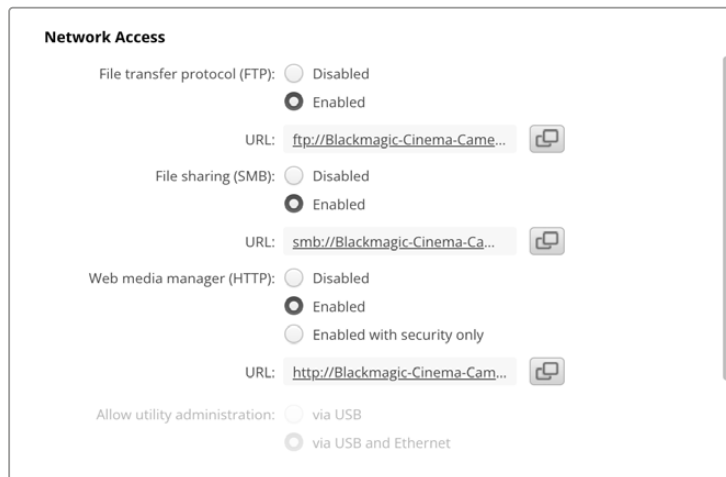 Network Access
File transfer protocol (FTP): Disabled
Enabled
URL: ftp://Blackmagic-Cinema-Came...
File sharing (SMB): Disabled
Enabled
URL: smb://Blackmagic-Cinema-Ca...
Web media manager (HTTP): Disabled
Enabled
Enabled with security only
URL: http://Blackmagic-Cinema-Cam...
Allow utility administration: via USB
via USB and Ethernet